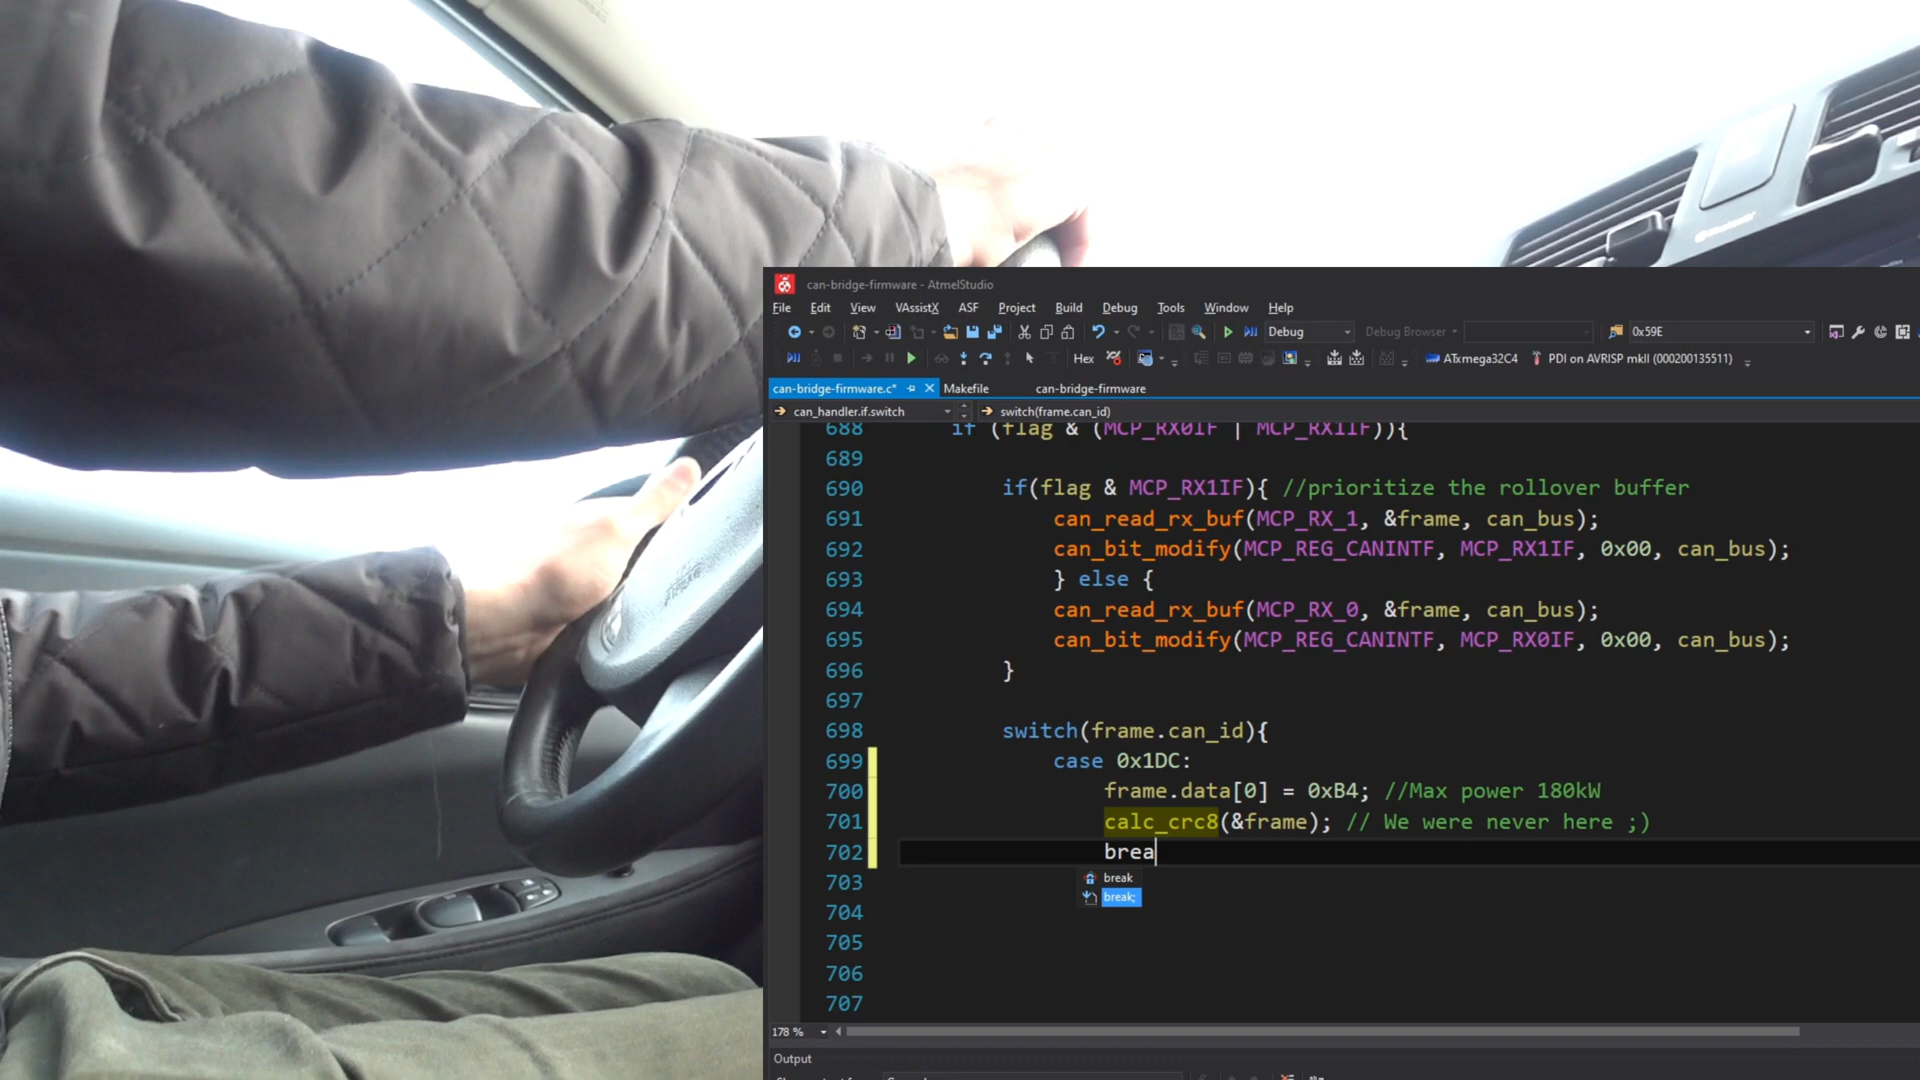 can-bridge-firmware - AtmelStudio
File Edit View VAssistX ASF Project Build Debug Tools Window Help
Debug Debug Browser 0x59E
Hex ATxmega32C4 PDI on AVRISP mkII (000200135511)
can-bridge-firmware.c* Makefile can-bridge-firmware
can_handler.if.switch switch(frame.can_id)
688 if (flag & (MCP_RX0IF | MCP_RX1IF)){
689
690 if(flag & MCP_RX1IF){ //prioritize the rollover buffer
691 can_read_rx_buf(MCP_RX_1, &frame, can_bus);
692 can_bit_modify(MCP_REG_CANINTF, MCP_RX1IF, 0x00, can_bus);
693 } else {
694 can_read_rx_buf(MCP_RX_0, &frame, can_bus);
695 can_bit_modify(MCP_REG_CANINTF, MCP_RX0IF, 0x00, can_bus);
696 }
697
698 switch(frame.can_id){
699 case 0x1DC:
700 frame.data[0] = 0xB4; //Max power 180kW
701 calc_crc8(&frame); // We were never here ;)
702 brea
703 break
break;
704
705
706
707
178 %
Output